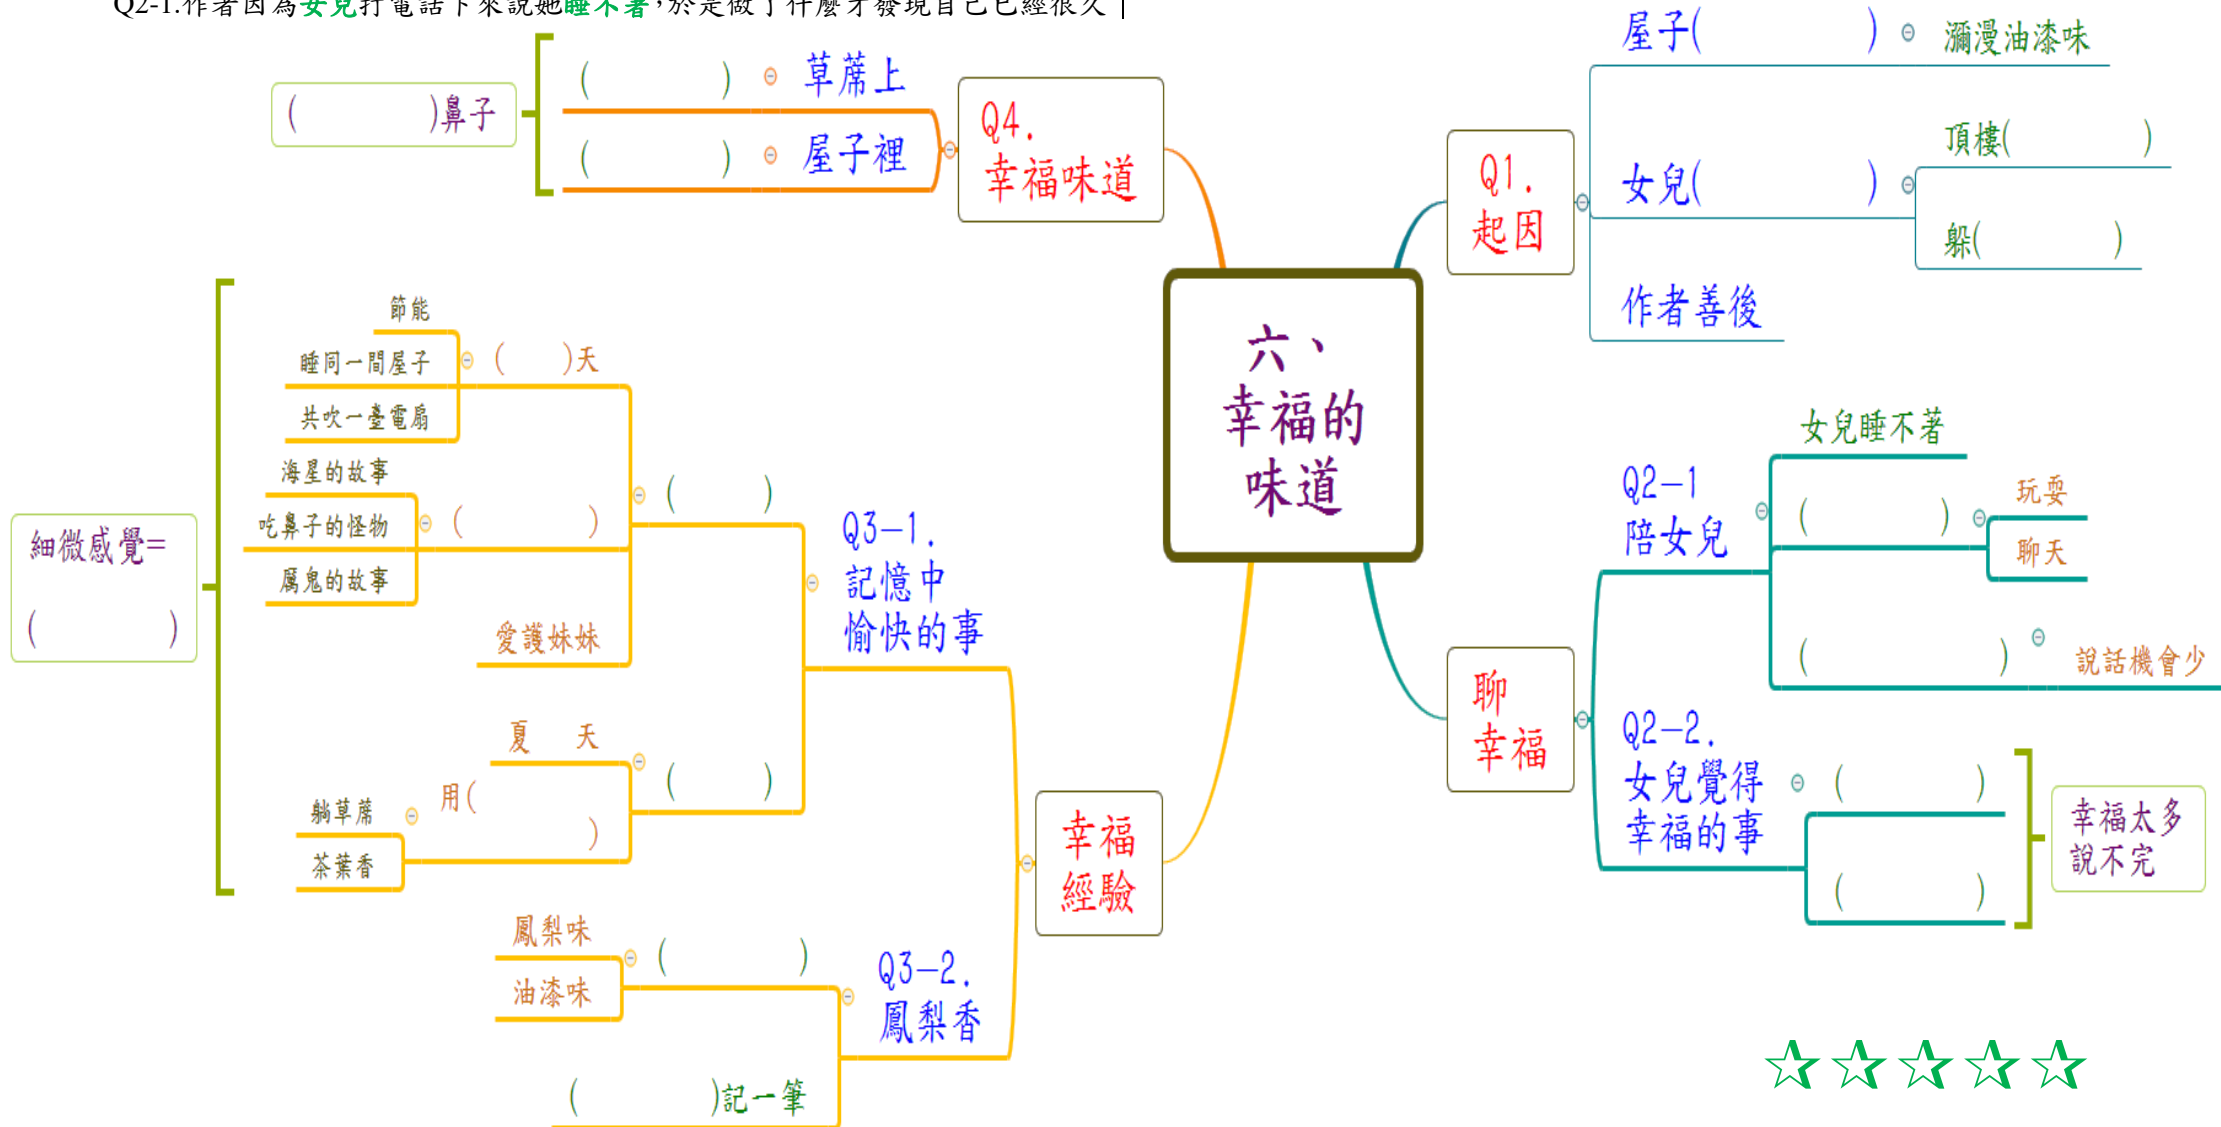 Q2-1.作者因為女兒打電話下來說她睡不著，於是做了什麼才發現自己已經很久
六、
幸福的
味道
Q1.
起因
屋子(　　　)
瀰漫油漆味
女兒(　　　)
頂樓(　　　)
躲(　　　)
作者善後
聊
幸福
Q2—1
陪女兒
女兒睡不著
(　　　)
玩耍
聊天
(　　　)
說話機會少
Q2—2.
女兒覺得
幸福的事
(　　　)
(　　　)
幸福太多
說不完
幸福
經驗
Q3—1.
記憶中
愉快的事
(　　)
(　　)天
節能
睡同一間屋子
共吹一臺電扇
(　　　)
海星的故事
吃鼻子的怪物
厲鬼的故事
愛護妹妹
(　　)
夏　天
用(
)
躺草蓆
茶葉香
細微感覺=
(　　　)
Q3—2.
鳳梨香
(　　　)
鳳梨味
油漆味
(　　　)記一筆
Q4.
幸福味道
草蓆上
(　　　)
屋子裡
(　　　)
(　　　)鼻子
☆☆☆☆☆